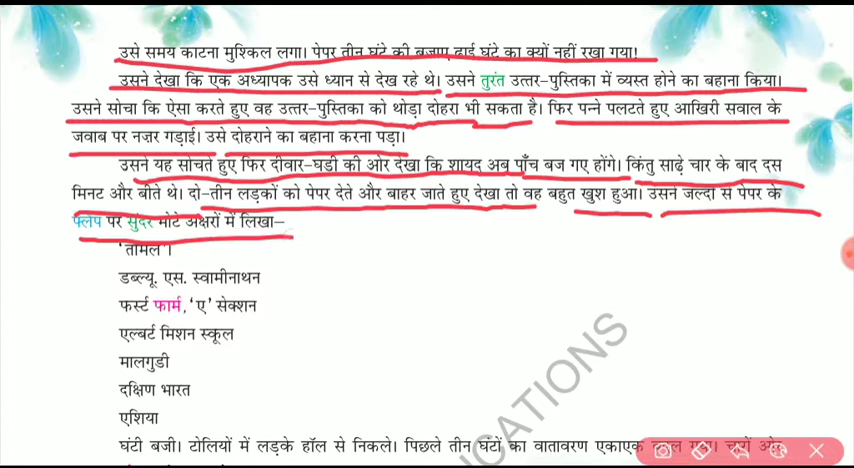 उसे समय काटना मुश्किल लगा। पेपर तीन घंटे की बजाए ढाई घंटे का क्यों नहीं रखा गया!
उसने देखा कि एक अध्यापक उसे ध्यान से देख रहे थे। उसने तुरंत उत्तर-पुस्तिका में व्यस्त होने का बहाना किया।
उसने सोचा कि ऐसा करते हुए वह उत्तर-पुस्तिका को थोड़ा दोहरा भी सकता है। फिर पन्ने पलटते हुए आखिरी सवाल के
जवाब पर नज़र गड़ाई। उसे दोहराने का बहाना करना पड़ा।
उसने यह सोचते हुए फिर दीवार-घड़ी की ओर देखा कि शायद अब पाँच बज गए होंगे। किंतु साढ़े चार के बाद दस
मिनट और बीते थे। दो-तीन लड़कों को पेपर देते और बाहर जाते हुए देखा तो वह बहुत खुश हुआ। उसने जल्दी से पेपर के
फ्लैप पर सुंदर मोटे अक्षरों में लिखा–
'तामिल'।
डब्ल्यू. एस. स्वामीनाथन
फर्स्ट फार्म, 'ए' सेक्शन
एल्बर्ट मिशन स्कूल
मालगुडी
दक्षिण भारत
एशिया
घंटी बजी। टोलियों में लड़के हॉल से निकले। पिछले तीन घंटों का वातावरण एकाएक गया। चारों ओर
ICATIONS